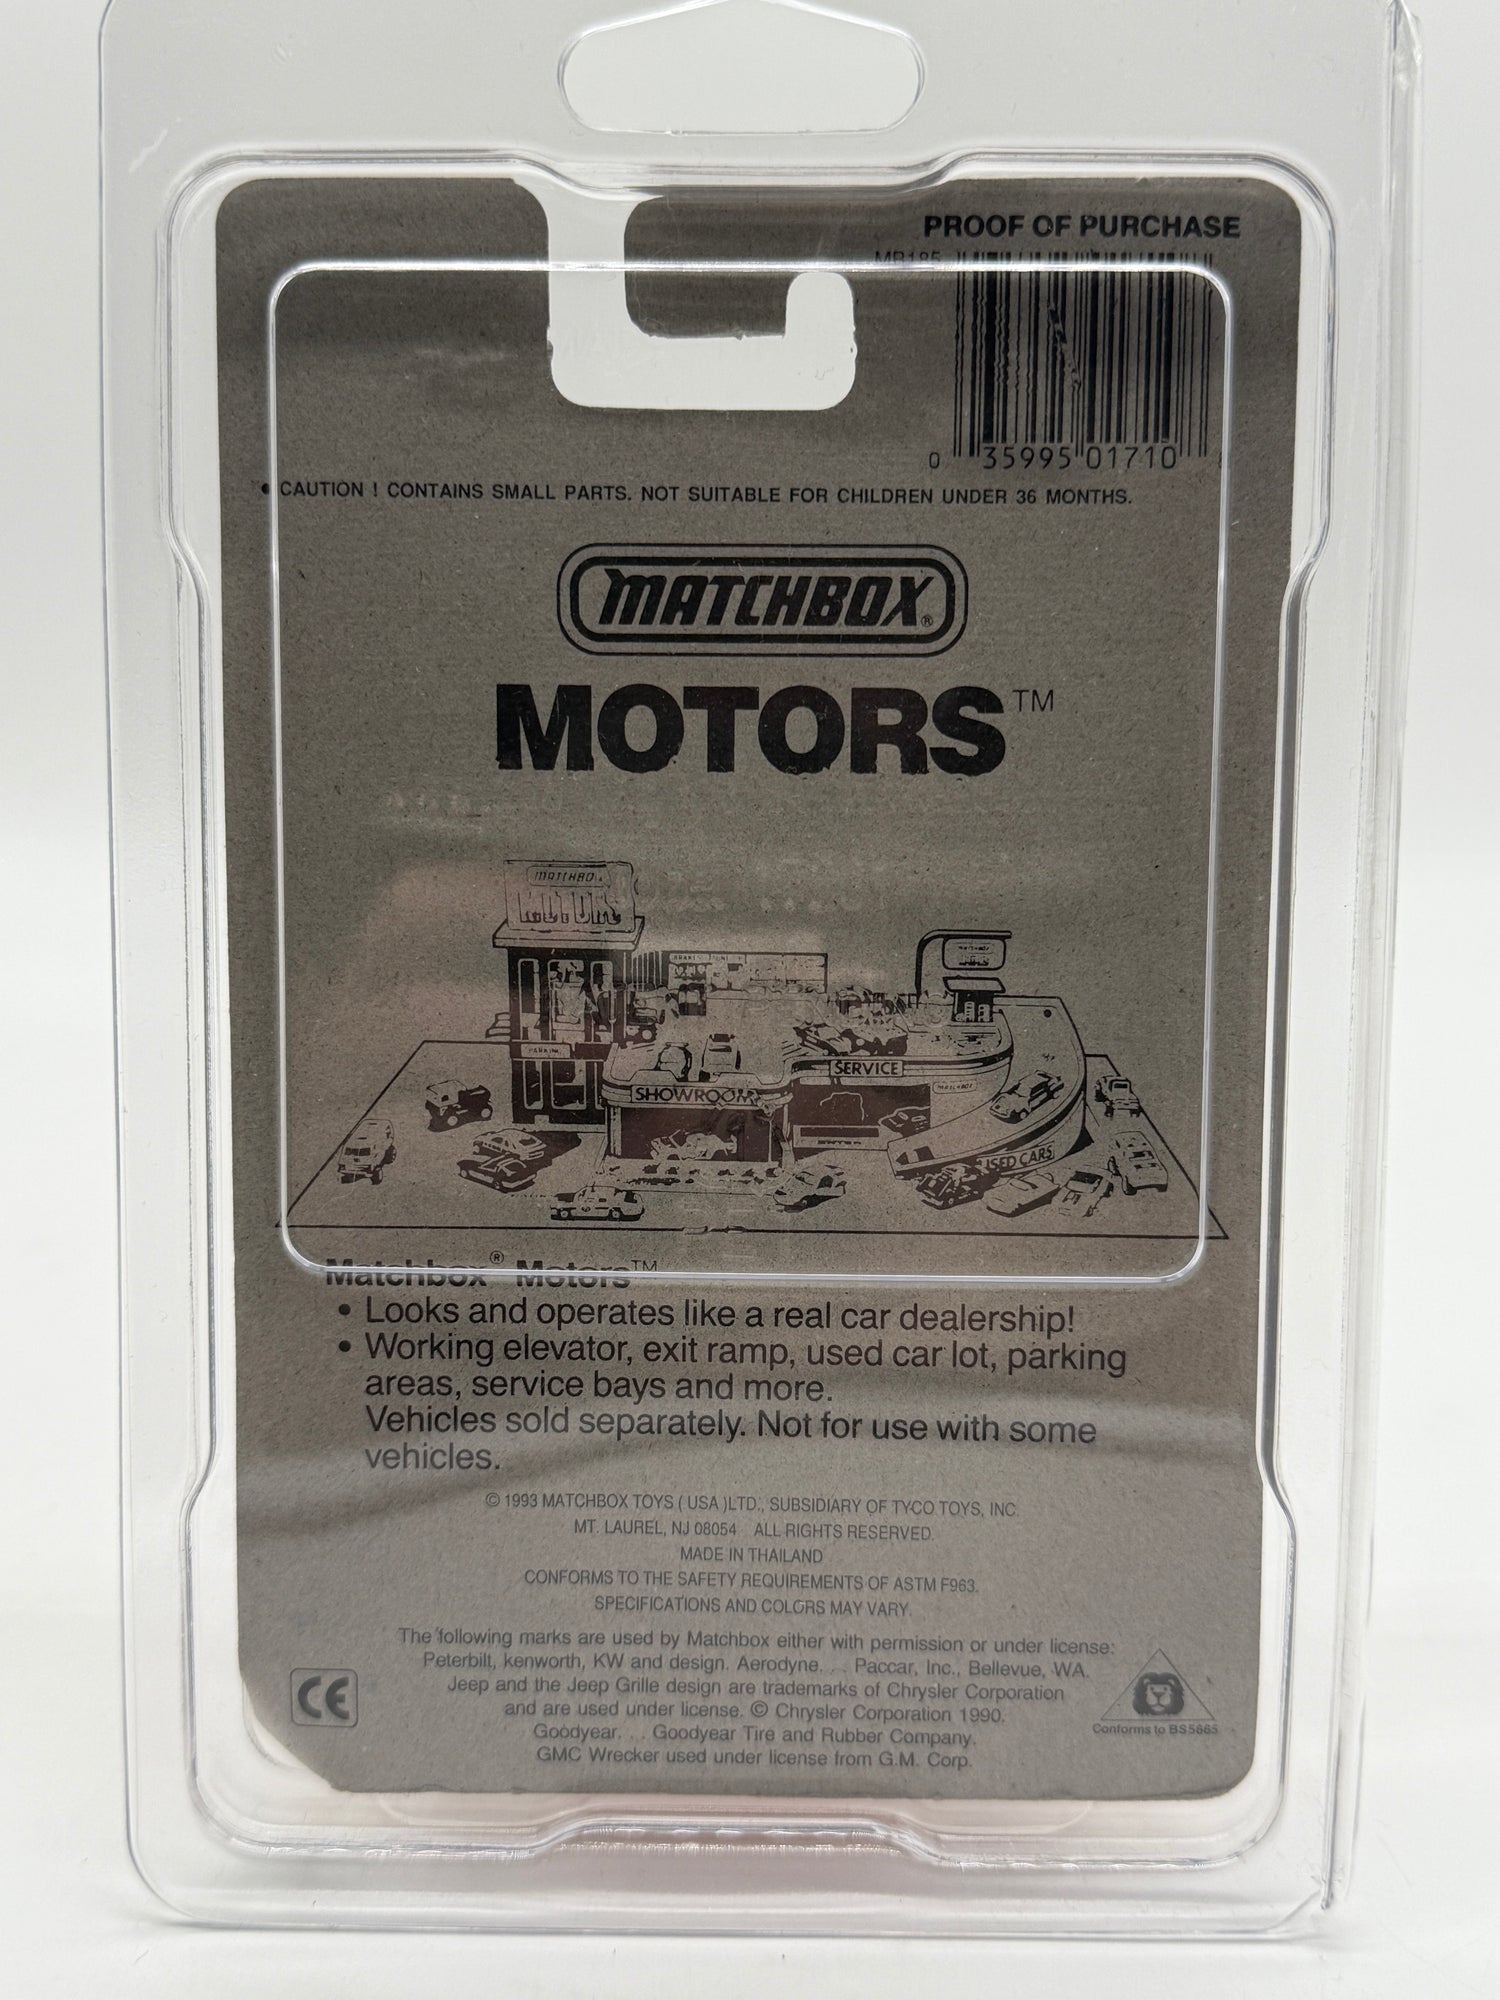 PROOF OF PURCHASE
MB185
0 35995 01710
• CAUTION ! CONTAINS SMALL PARTS. NOT SUITABLE FOR CHILDREN UNDER 36 MONTHS.
MATCHBOX®
MOTORS™
MATCHBOX
MOTORS
PARKING
SHOWROOM
SERVICE
MATCHBOX
ENTER
USED CARS
Matchbox® Motors™
• Looks and operates like a real car dealership!
• Working elevator, exit ramp, used car lot, parking
areas, service bays and more.
Vehicles sold separately. Not for use with some
vehicles.
© 1993 MATCHBOX TOYS ( USA )LTD., SUBSIDIARY OF TYCO TOYS, INC.
MT. LAUREL, NJ 08054 ALL RIGHTS RESERVED.
MADE IN THAILAND
CONFORMS TO THE SAFETY REQUIREMENTS OF ASTM F963.
SPECIFICATIONS AND COLORS MAY VARY.
The following marks are used by Matchbox either with permission or under license:
Peterbilt, kenworth, KW and design. Aerodyne. . . Paccar, Inc., Bellevue, WA.
Jeep and the Jeep Grille design are trademarks of Chrysler Corporation
and are used under license. © Chrysler Corporation 1990.
Goodyear. . . Goodyear Tire and Rubber Company.
GMC Wrecker used under license from G.M. Corp.
CE
Conforms to BS5665